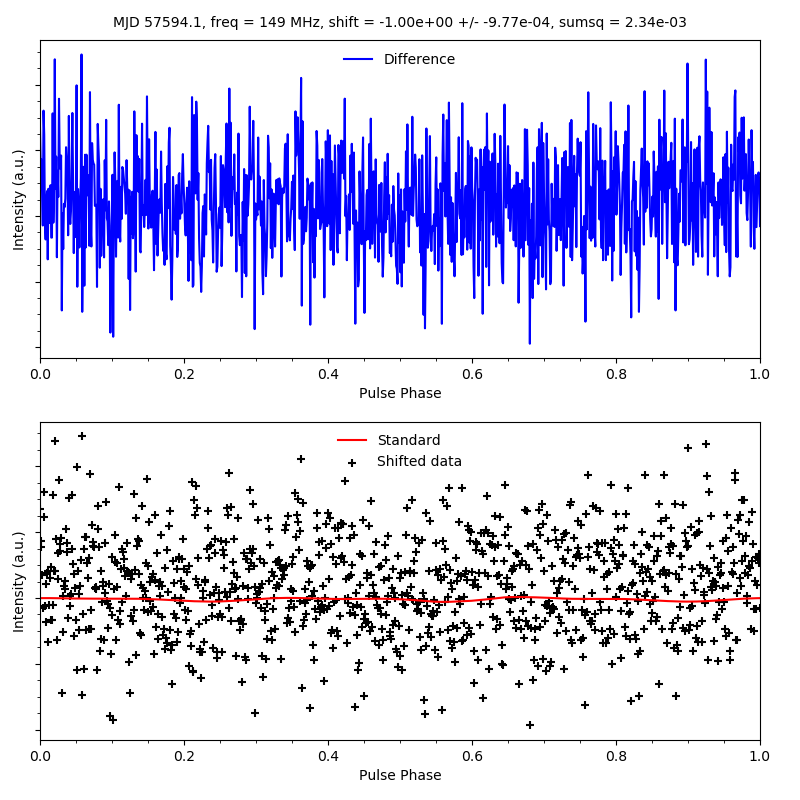 MJD 57594.1, freq = 149 MHz, shift = -1.00e+00 +/- -9.77e-04, sumsq = 2.34e-03
Difference
Intensity (a.u.)
0.0 0.2 0.4 0.6 0.8 1.0
Pulse Phase
Standard
Shifted data
Intensity (a.u.)
0.0 0.2 0.4 0.6 0.8 1.0
Pulse Phase